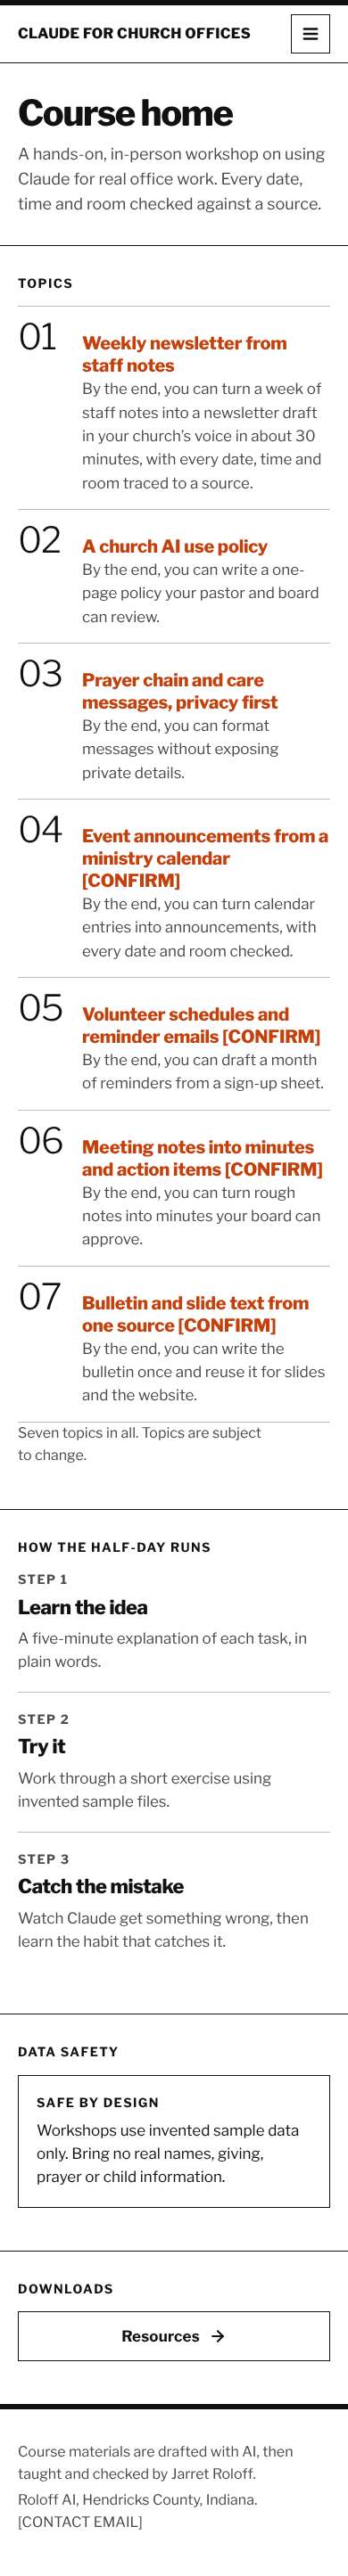 CLAUDE FOR CHURCH OFFICES
Course home
A hands-on, in-person workshop on using
Claude for real office work. Every date,
time and room checked against a source.
TOPICS
01
Weekly newsletter from
staff notes
By the end, you can turn a week of
staff notes into a newsletter draft
in your church's voice in about 30
minutes, with every date, time and
room traced to a source.
02
A church AI use policy
By the end, you can write a one-
page policy your pastor and board
can review.
03
Prayer chain and care
messages, privacy first
By the end, you can format
messages without exposing
private details.
04
Event announcements from a
ministry calendar
[CONFIRM]
By the end, you can turn calendar
entries into announcements, with
every date and room checked.
05
Volunteer schedules and
reminder emails [CONFIRM]
By the end, you can draft a month
of reminders from a sign-up sheet.
06
Meeting notes into minutes
and action items [CONFIRM]
By the end, you can turn rough
notes into minutes your board can
approve.
07
Bulletin and slide text from
one source [CONFIRM]
By the end, you can write the
bulletin once and reuse it for slides
and the website.
Seven topics in all. Topics are subject
to change.
HOW THE HALF-DAY RUNS
STEP 1
Learn the idea
A five-minute explanation of each task, in
plain words.
STEP 2
Try it
Work through a short exercise using
invented sample files.
STEP 3
Catch the mistake
Watch Claude get something wrong, then
learn the habit that catches it.
DATA SAFETY
SAFE BY DESIGN
Workshops use invented sample data
only. Bring no real names, giving,
prayer or child information.
DOWNLOADS
Resources →
Course materials are drafted with AI, then
taught and checked by Jarret Roloff.
Roloff AI, Hendricks County, Indiana.
[CONTACT EMAIL]